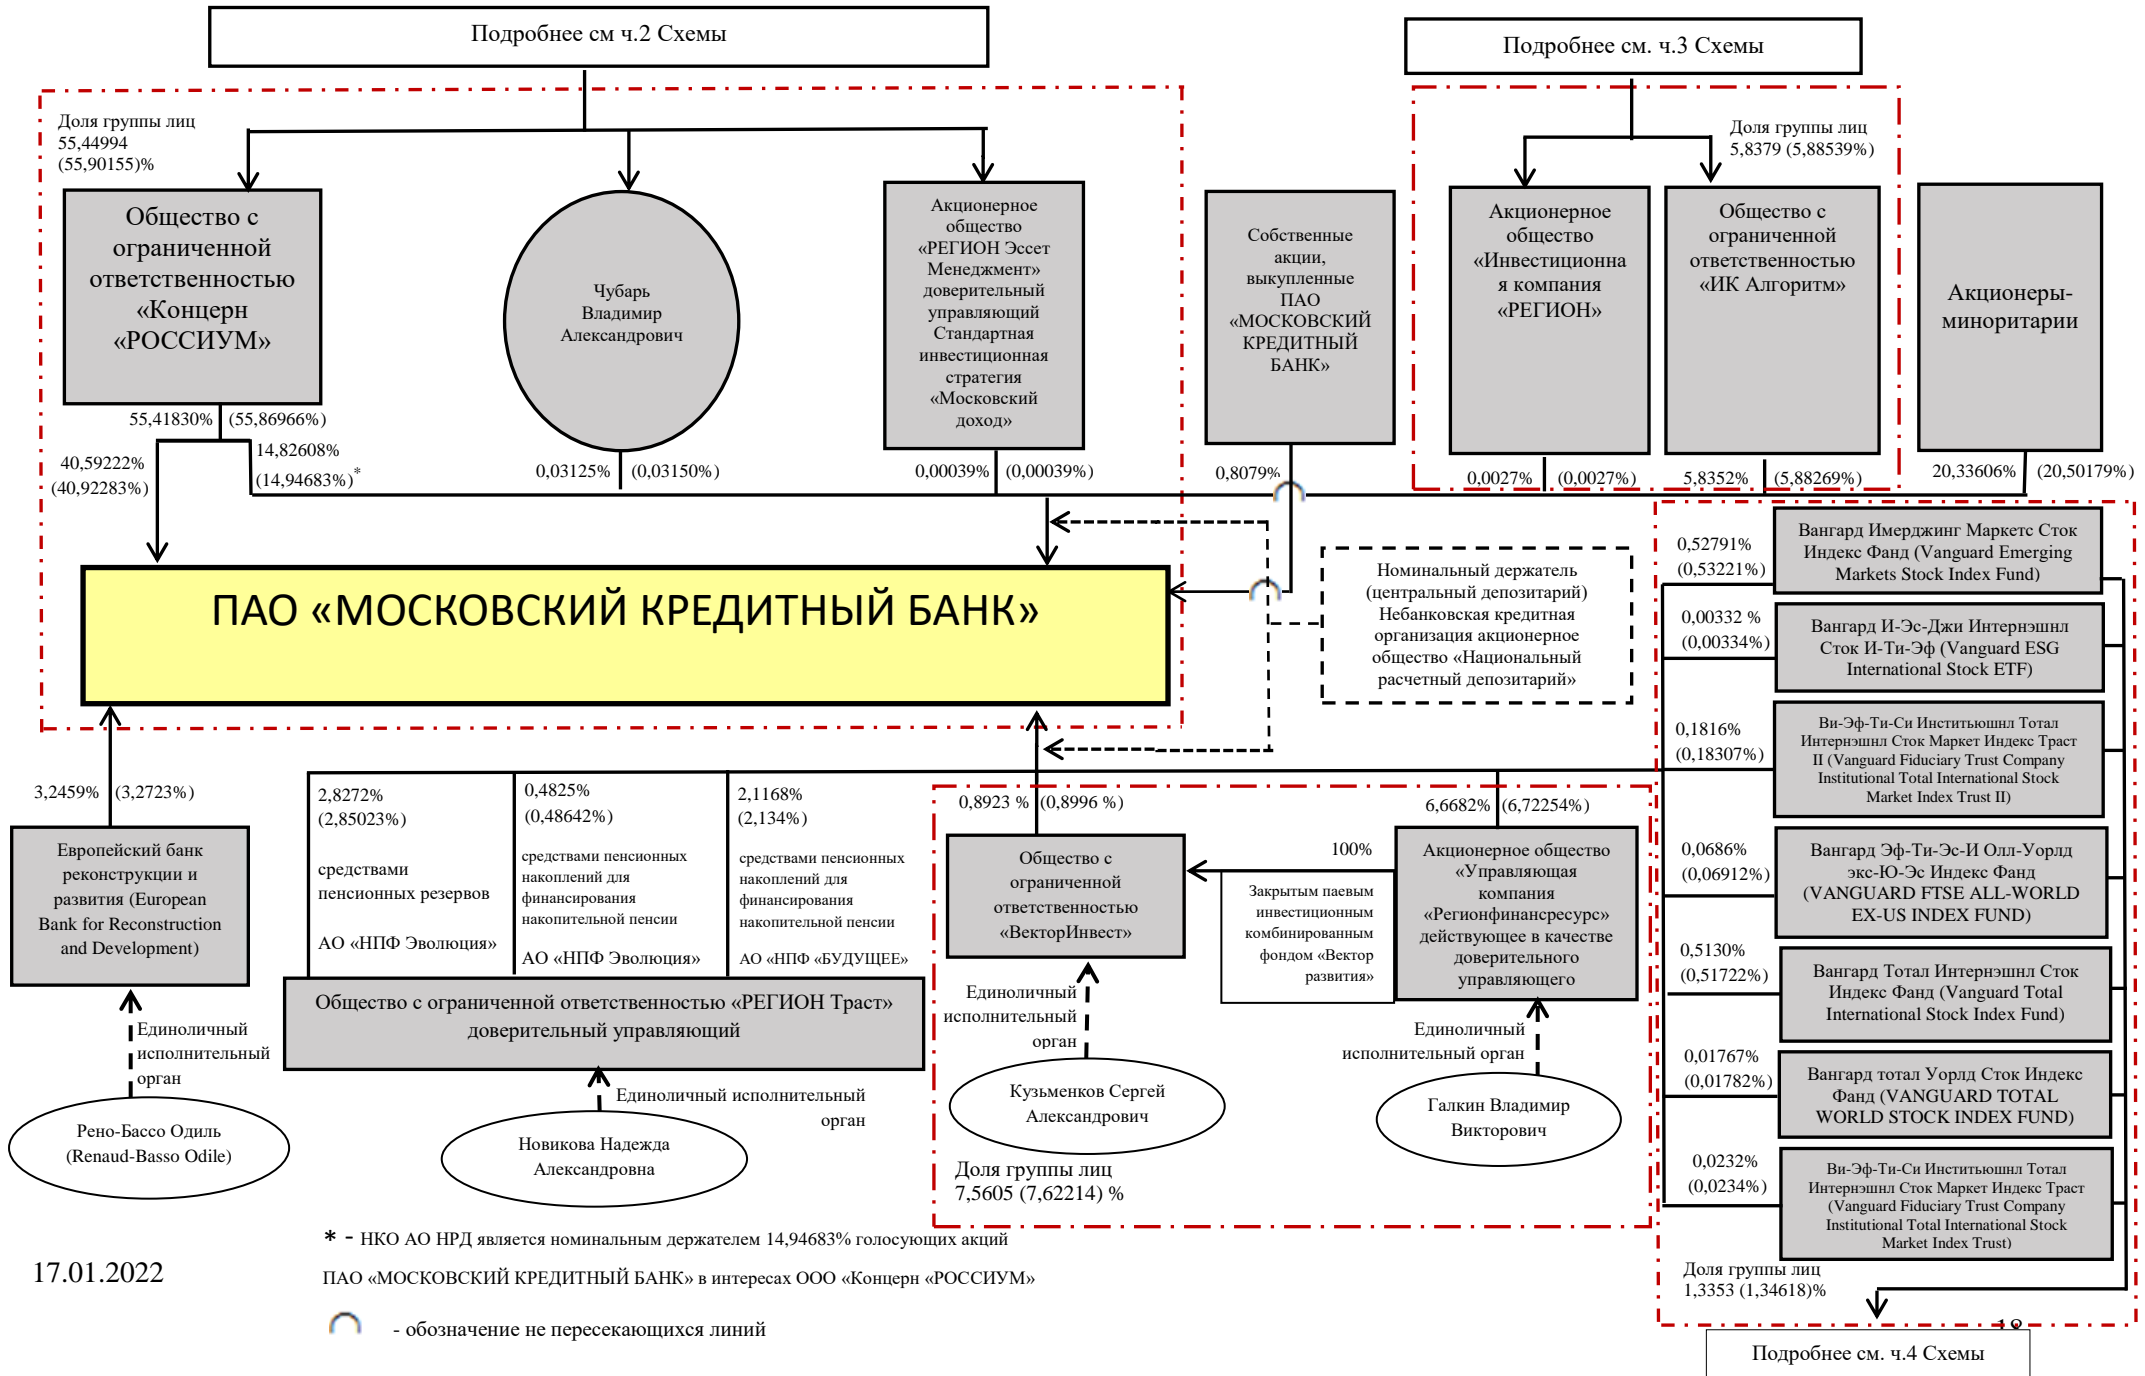 Подробнее см ч.2 Схемы
Подробнее см. ч.3 Схемы
Доля группы лиц
55,44994
(55,90155)%
Доля группы лиц
5,8379 (5,88539%)
Общество с
ограниченной
ответственностью
«Концерн
«РОССИУМ»
Чубарь
Владимир
Александрович
Акционерное
общество
«РЕГИОН Эссет
Менеджмент»
доверительный
управляющий
Стандартная
инвестиционная
стратегия
«Московский
доход»
Собственные
акции,
выкупленные
ПАО
«МОСКОВСКИЙ
КРЕДИТНЫЙ
БАНК»
Акционерное
общество
«Инвестиционна
я компания
«РЕГИОН»
Общество с
ограниченной
ответственностью
«ИК Алгоритм»
Акционеры-
миноритарии
55,41830% (55,86966%)
40,59222%
(40,92283%)
14,82608%
(14,94683%)*
0,03125% (0,03150%)
0,00039% (0,00039%)
0,8079%
0,0027% (0,0027%)
5,8352% (5,88269%)
20,33606% (20,50179%)
ПАО «МОСКОВСКИЙ КРЕДИТНЫЙ БАНК»
Номинальный держатель
(центральный депозитарий)
Небанковская кредитная
организация акционерное
общество «Национальный
расчетный депозитарий»
0,52791%
(0,53221%)
Вангард Имерджинг Маркетс Сток
Индекс Фанд (Vanguard Emerging
Markets Stock Index Fund)
0,00332 %
(0,00334%)
Вангард И-Эс-Джи Интернэшнл
Сток И-Ти-Эф (Vanguard ESG
International Stock ETF)
0,1816%
(0,18307%)
Ви-Эф-Ти-Си Институьшнл Тотал
Интернэшнл Сток Маркет Индекс Траст
II (Vanguard Fiduciary Trust Company
Institutional Total International Stock
Market Index Trust II)
0,0686%
(0,06912%)
Вангард Эф-Ти-Эс-И Олл-Уорлд
экс-Ю-Эс Индекс Фанд
(VANGUARD FTSE ALL-WORLD
EX-US INDEX FUND)
0,5130%
(0,51722%)
Вангард Тотал Интернэшнл Сток
Индекс Фанд (Vanguard Total
International Stock Index Fund)
0,01767%
(0,01782%)
Вангард тотал Уорлд Сток Индекс
Фанд (VANGUARD TOTAL
WORLD STOCK INDEX FUND)
0,0232%
(0,0234%)
Ви-Эф-Ти-Си Институьшнл Тотал
Интернэшнл Сток Маркет Индекс Траст
(Vanguard Fiduciary Trust Company
Institutional Total International Stock
Market Index Trust)
Доля группы лиц
1,3353 (1,34618)%
Подробнее см. ч.4 Схемы
3,2459% (3,2723%)
Европейский банк
реконструкции и
развития (European
Bank for Reconstruction
and Development)
Единоличный
исполнительный
орган
Рено-Бассо Одиль
(Renaud-Basso Odile)
2,8272%
(2,85023%)
средствами
пенсионных резервов
АО «НПФ Эволюция»
0,4825%
(0,48642%)
средствами пенсионных
накоплений для
финансирования
накопительной пенсии
АО «НПФ Эволюция»
2,1168%
(2,134%)
средствами пенсионных
накоплений для
финансирования
накопительной пенсии
АО «НПФ «БУДУЩЕЕ»
Общество с ограниченной ответственностью «РЕГИОН Траст»
доверительный управляющий
Единоличный исполнительный
орган
Новикова Надежда
Александровна
0,8923 % (0,8996 %)
Общество с
ограниченной
ответственностью
«ВекторИнвест»
100%
Закрытым паевым
инвестиционным
комбинированным
фондом «Вектор
развития»
6,6682% (6,72254%)
Акционерное общество
«Управляющая
компания
«Регионфинансресурс»
действующее в качестве
доверительного
управляющего
Единоличный
исполнительный
орган
Кузьменков Сергей
Александрович
Единоличный
исполнительный орган
Галкин Владимир
Викторович
Доля группы лиц
7,5605 (7,62214) %
* - НКО АО НРД является номинальным держателем 14,94683% голосующих акций
ПАО «МОСКОВСКИЙ КРЕДИТНЫЙ БАНК» в интересах ООО «Концерн «РОССИУМ»
17.01.2022
- обозначение не пересекающихся линий